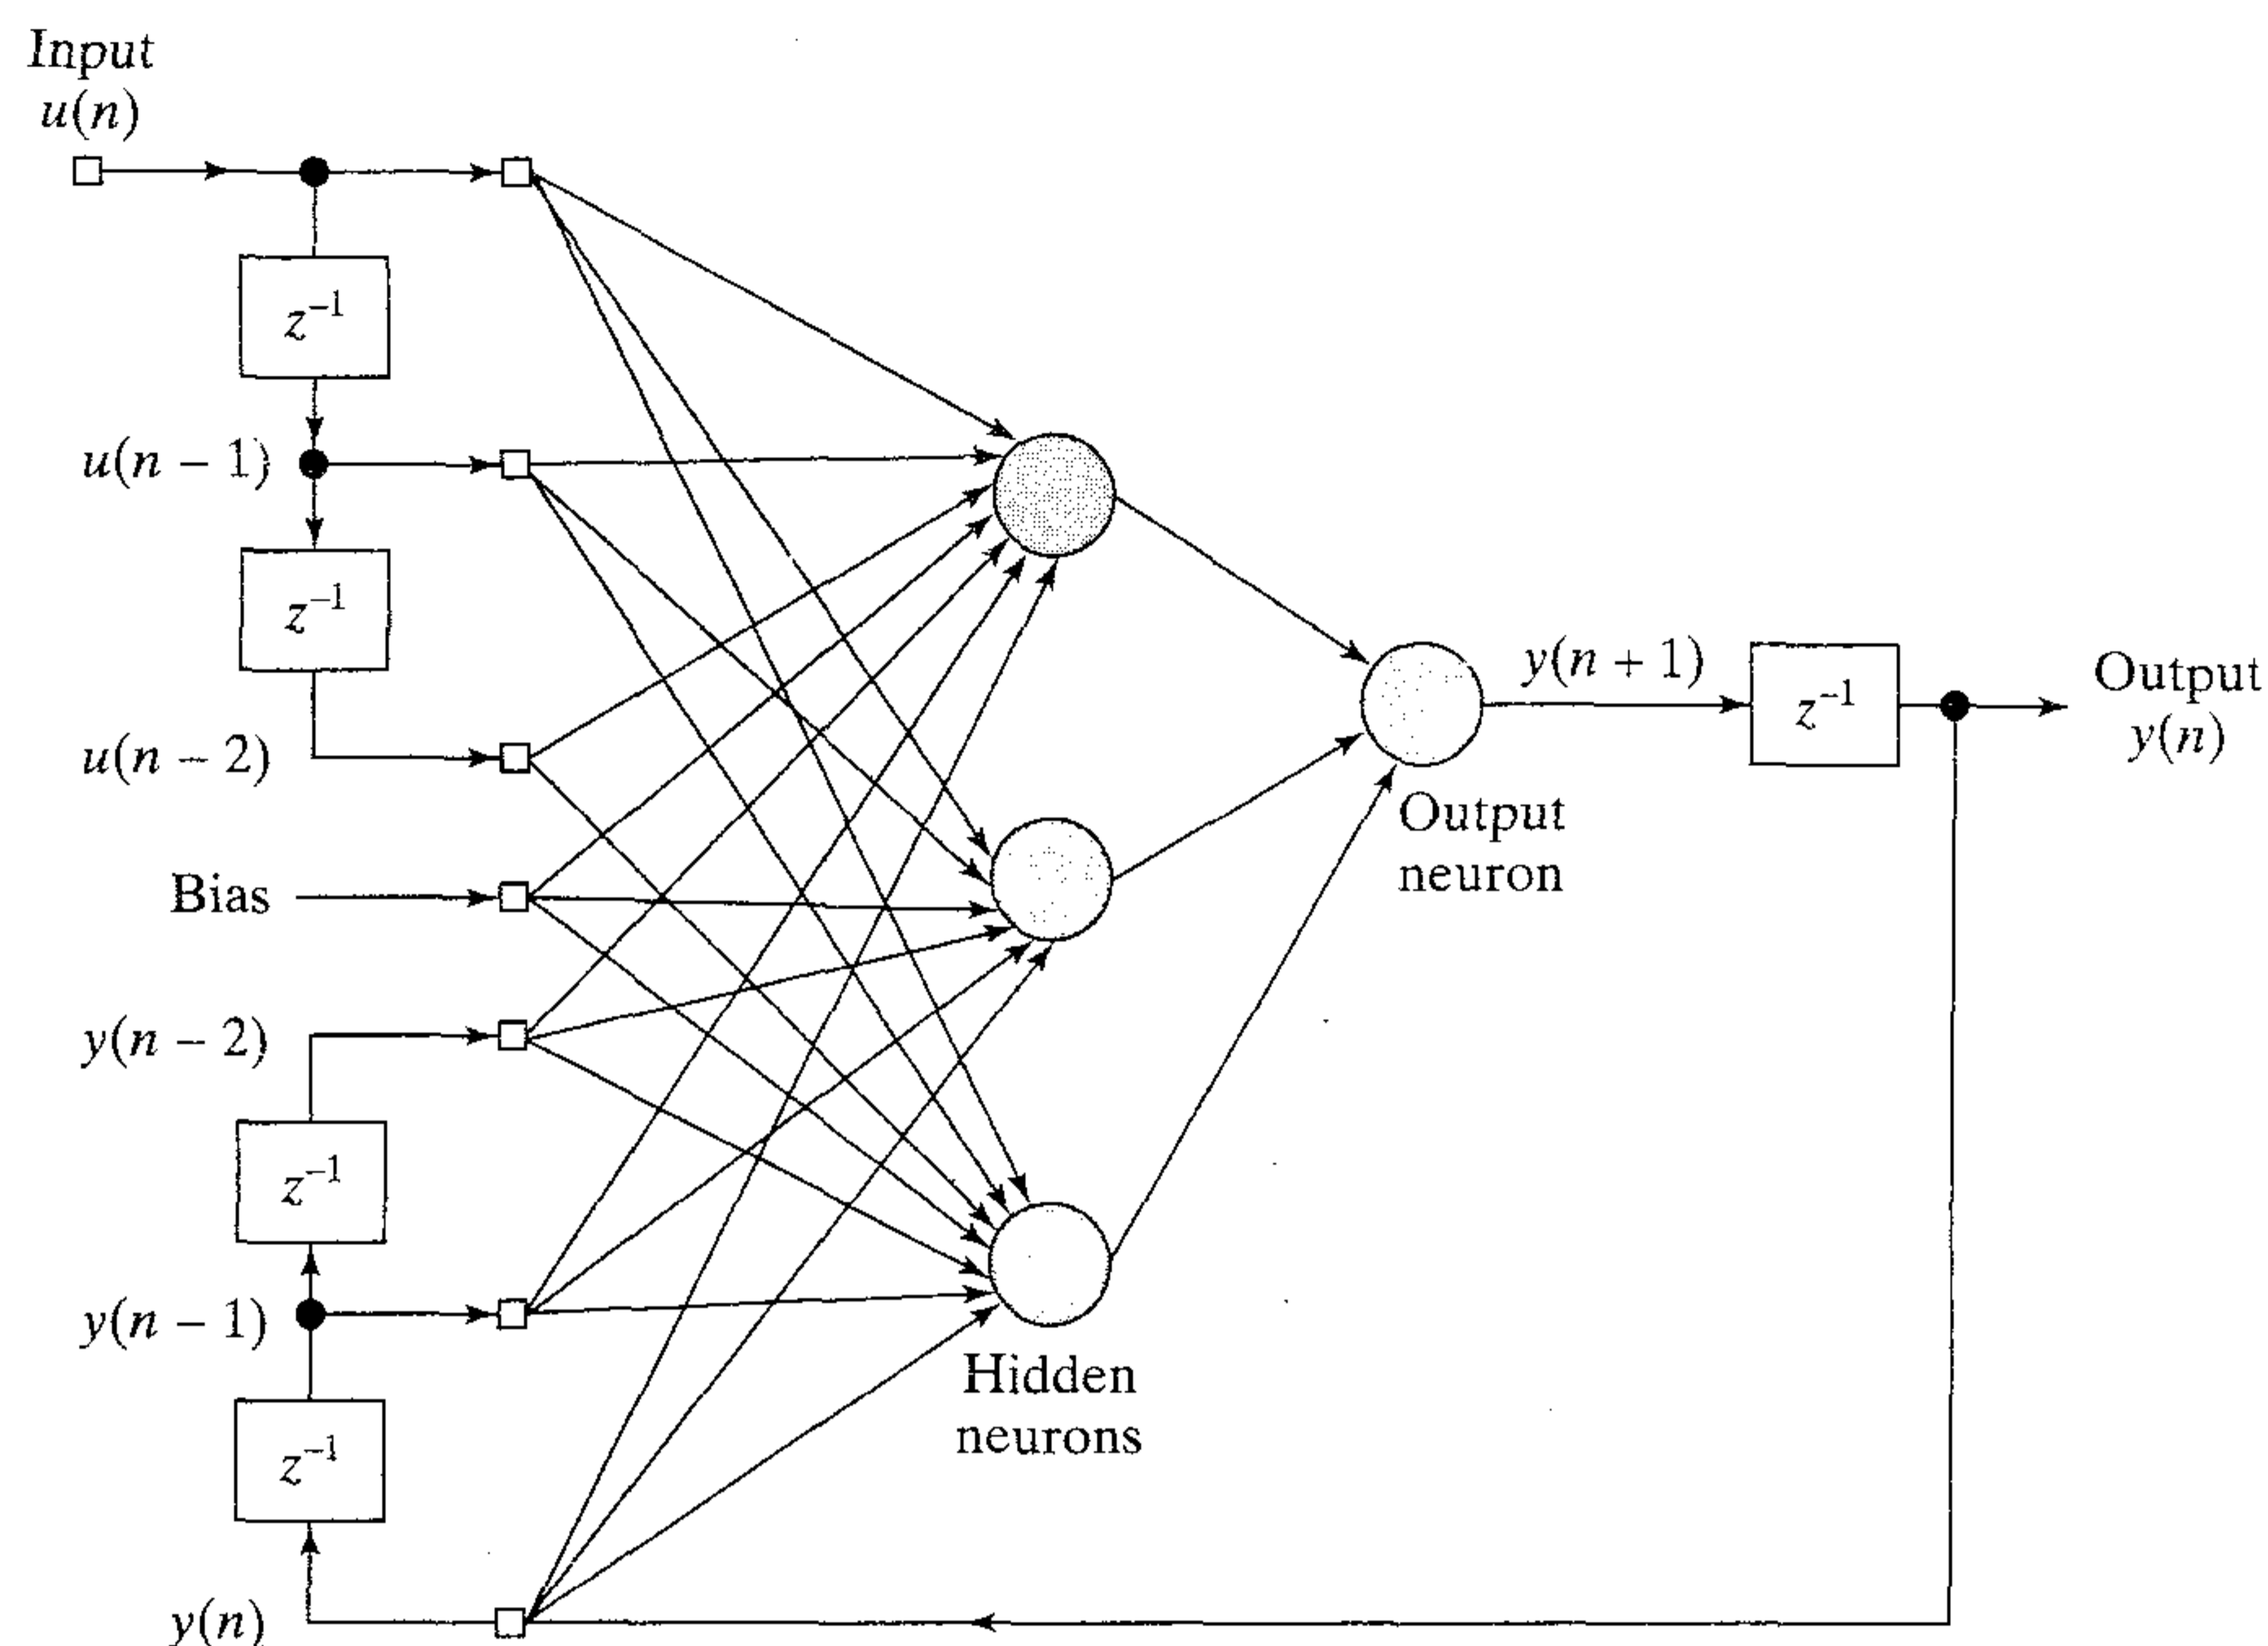 Input
u(n)
z⁻¹
u(n − 1)
z⁻¹
u(n − 2)
Bias
y(n − 2)
z⁻¹
y(n − 1)
z⁻¹
y(n)
Hidden
neurons
Output
neuron
y(n + 1)
z⁻¹
Output
y(n)